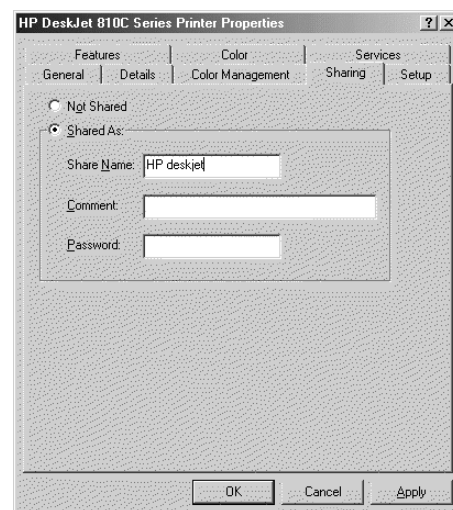 HP DeskJet 810C Series Printer Properties ? ×
Features Color Services
General Details Color Management Sharing Setup
Not Shared
Shared As:
Share Name: HP deskjet
Comment:
Password:
OK Cancel Apply